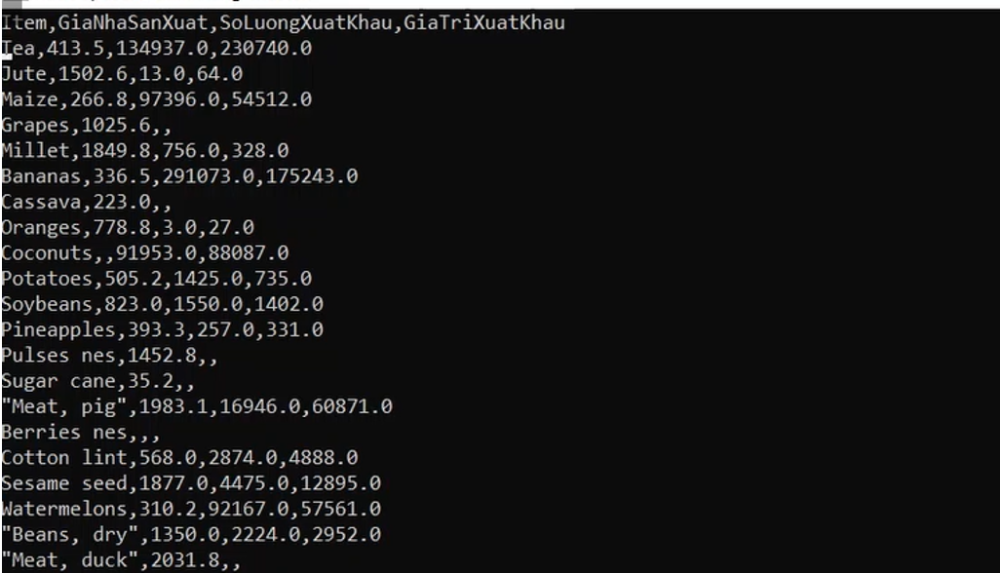 Item,GiaNhaSanXuat,SoLuongXuatKhau,GiaTriXuatKhau
Tea,413.5,134937.0,230740.0
Jute,1502.6,13.0,64.0
Maize,266.8,97396.0,54512.0
Grapes,1025.6,,
Millet,1849.8,756.0,328.0
Bananas,336.5,291073.0,175243.0
Cassava,223.0,,
Oranges,778.8,3.0,27.0
Coconuts,,91953.0,88087.0
Potatoes,505.2,1425.0,735.0
Soybeans,823.0,1550.0,1402.0
Pineapples,393.3,257.0,331.0
Pulses nes,1452.8,,
Sugar cane,35.2,,
"Meat, pig",1983.1,16946.0,60871.0
Berries nes,,,
Cotton lint,568.0,2874.0,4888.0
Sesame seed,1877.0,4475.0,12895.0
Watermelons,310.2,92167.0,57561.0
"Beans, dry",1350.0,2224.0,2952.0
"Meat, duck",2031.8,,